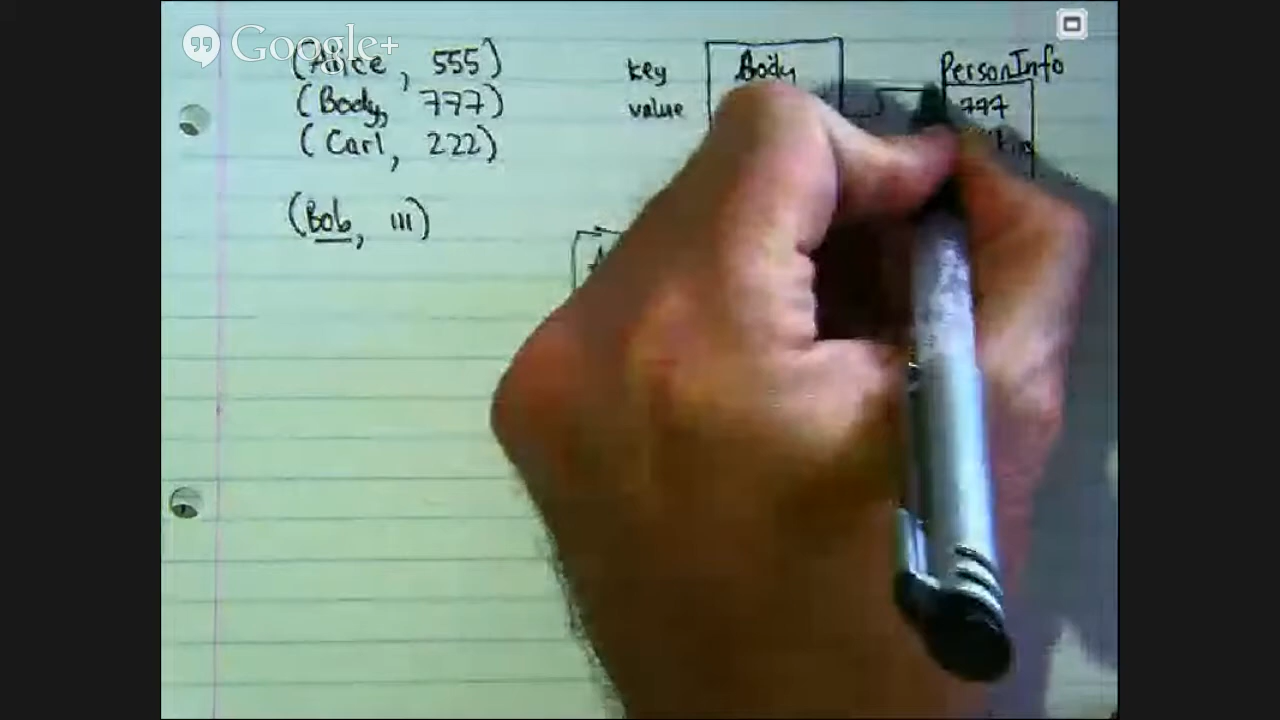 Google+
(Alice, 555)
(Body, 777)
(Carl, 222)
(Bob, 111)
key
value
Body
PersonInfo
777